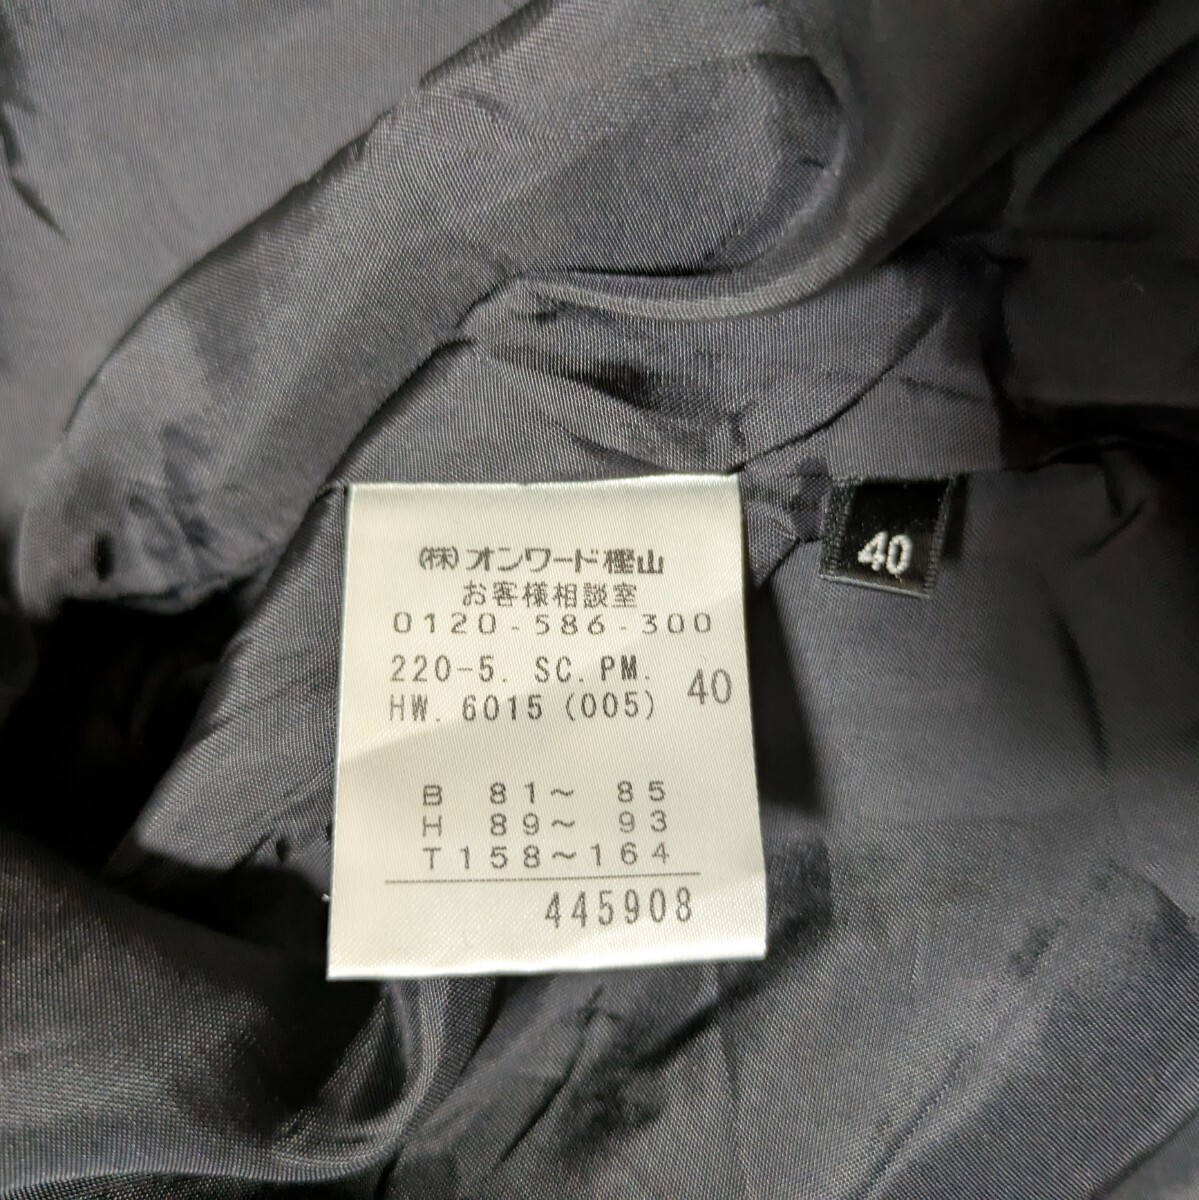 (株)オンワード樫山
お客様相談室
0120-586-300
220-5. SC. PM.
HW. 6015 (005) 40
B 81~ 85
H 89~ 93
T158~164
445908
40